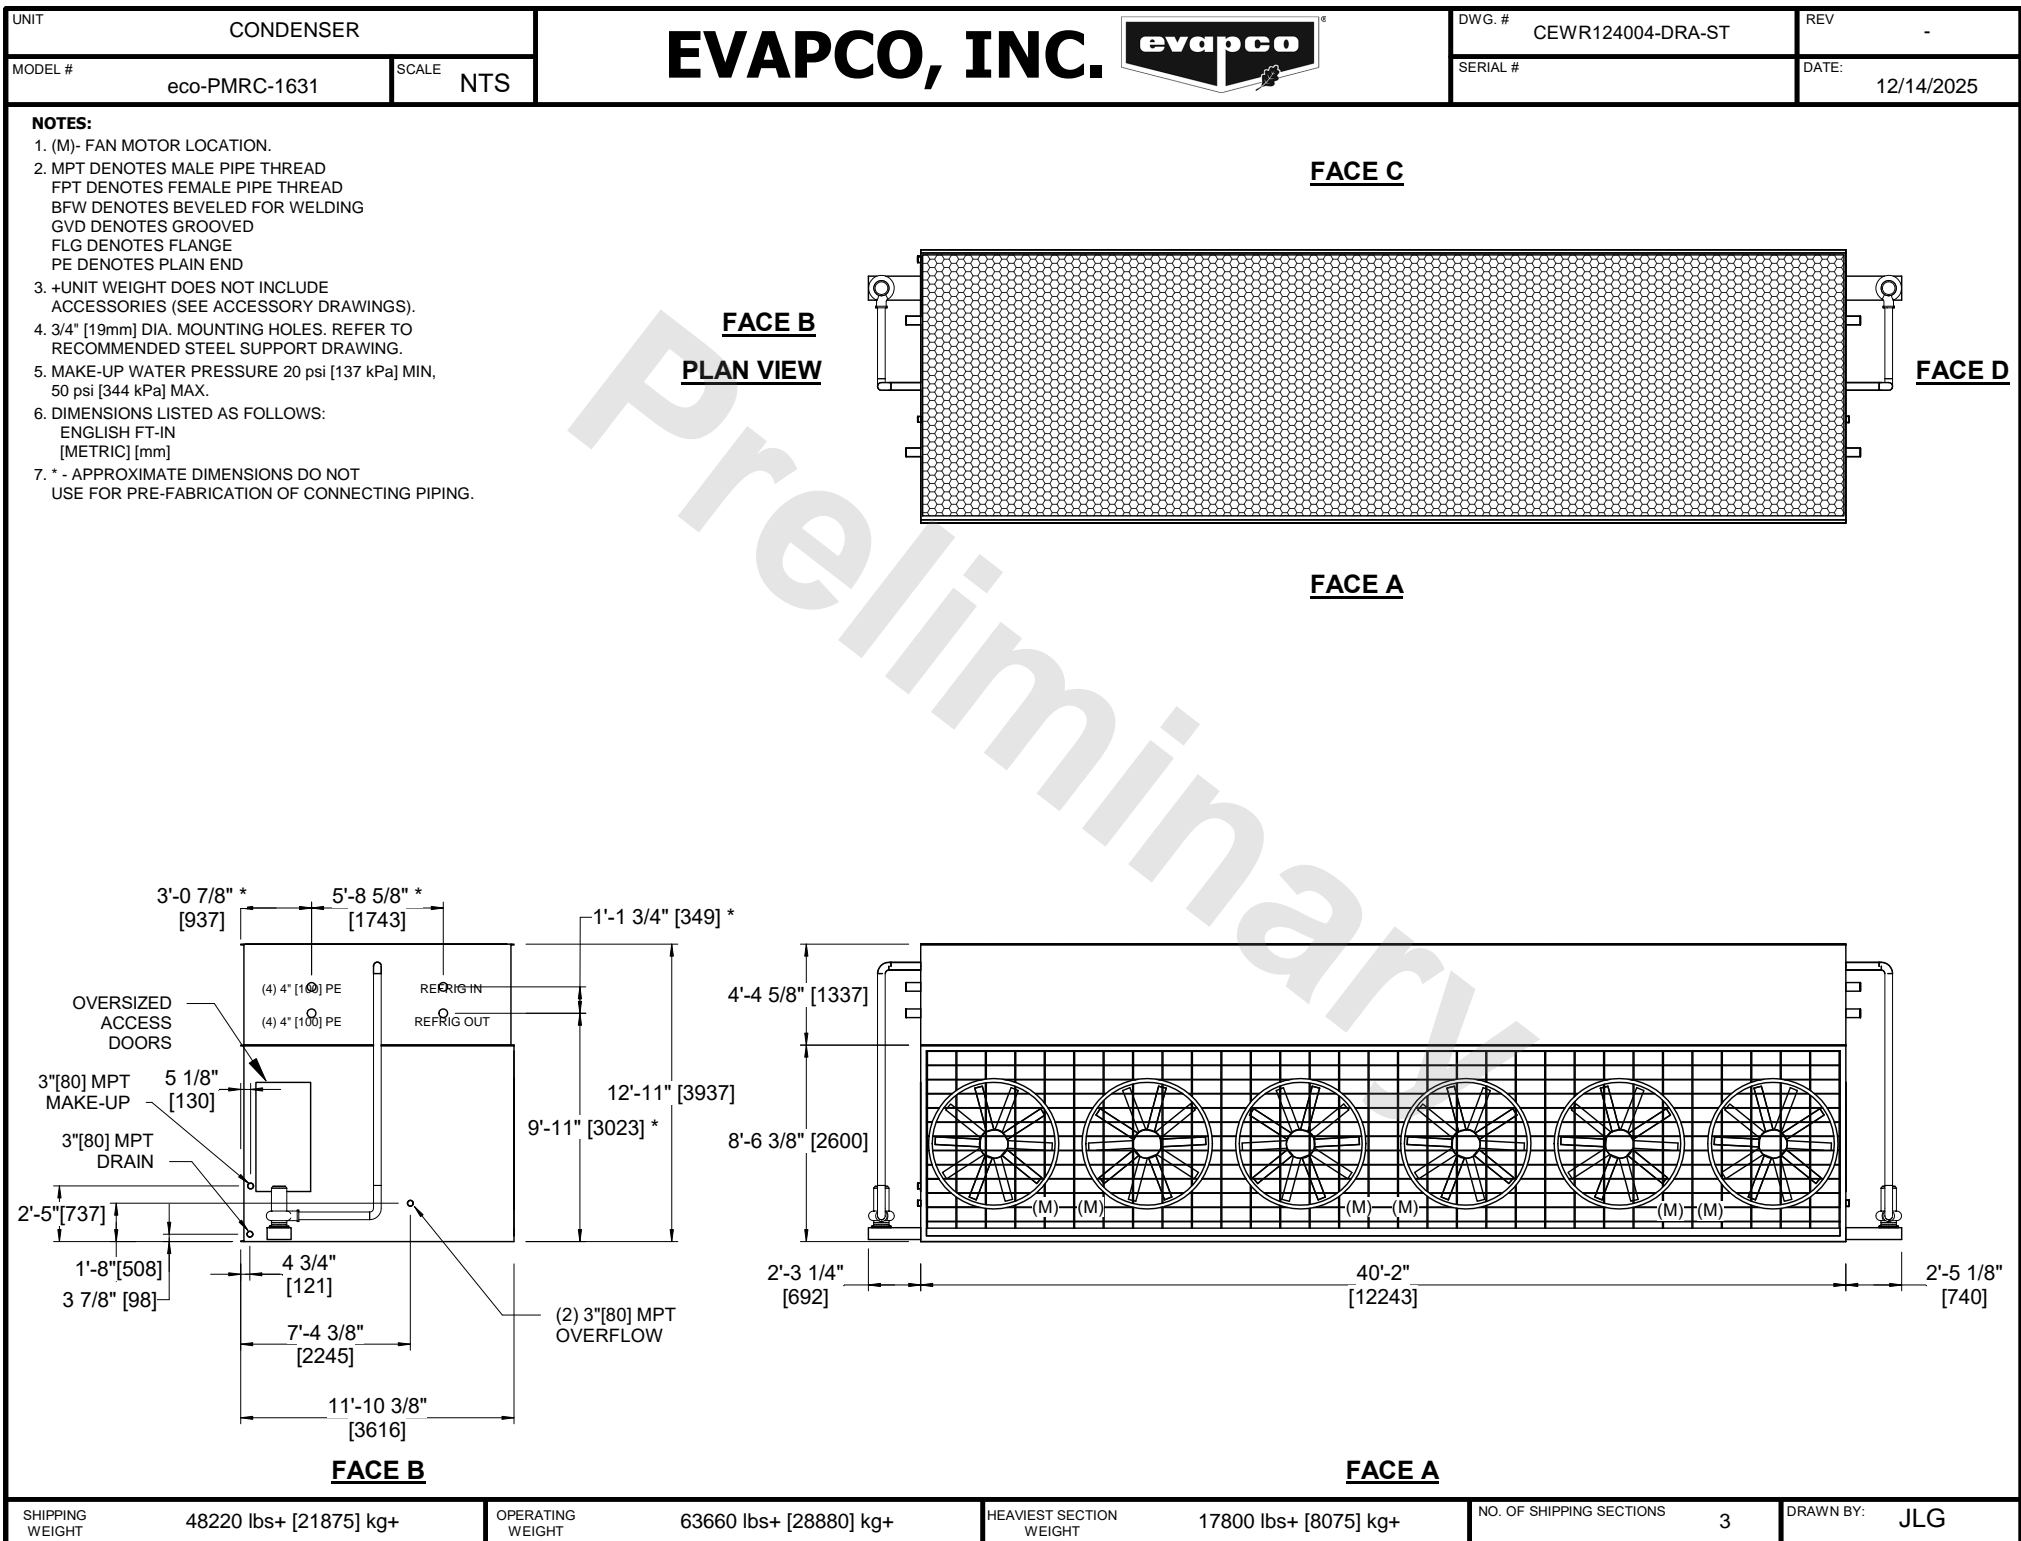 UNIT
CONDENSER
MODEL #
eco-PMRC-1631
SCALE
NTS
EVAPCO, INC.
evapco
®
DWG. #
CEWR124004-DRA-ST
REV
-
SERIAL #
DATE:
12/14/2025
NOTES:
1. (M)- FAN MOTOR LOCATION.
2. MPT DENOTES MALE PIPE THREAD
FPT DENOTES FEMALE PIPE THREAD
BFW DENOTES BEVELED FOR WELDING
GVD DENOTES GROOVED
FLG DENOTES FLANGE
PE DENOTES PLAIN END
3. +UNIT WEIGHT DOES NOT INCLUDE
ACCESSORIES (SEE ACCESSORY DRAWINGS).
4. 3/4" [19mm] DIA. MOUNTING HOLES. REFER TO
RECOMMENDED STEEL SUPPORT DRAWING.
5. MAKE-UP WATER PRESSURE 20 psi [137 kPa] MIN,
50 psi [344 kPa] MAX.
6. DIMENSIONS LISTED AS FOLLOWS:
ENGLISH FT-IN
[METRIC] [mm]
7. * - APPROXIMATE DIMENSIONS DO NOT
USE FOR PRE-FABRICATION OF CONNECTING PIPING.
FACE C
FACE B
PLAN VIEW
FACE D
FACE A
Preliminary
3'-0 7/8" *
[937]
5'-8 5/8" *
[1743]
1'-1 3/4" [349] *
(4) 4" [100] PE
REFRIG IN
(4) 4" [100] PE
REFRIG OUT
OVERSIZED
ACCESS
DOORS
3"[80] MPT
MAKE-UP
5 1/8"
[130]
3"[80] MPT
DRAIN
12'-11" [3937]
9'-11" [3023] *
2'-5"[737]
1'-8"[508]
3 7/8" [98]
4 3/4"
[121]
(2) 3"[80] MPT
OVERFLOW
7'-4 3/8"
[2245]
11'-10 3/8"
[3616]
FACE B
4'-4 5/8" [1337]
8'-6 3/8" [2600]
(M) (M) (M) (M) (M) (M)
2'-3 1/4"
[692]
40'-2"
[12243]
2'-5 1/8"
[740]
FACE A
SHIPPING
WEIGHT
48220 lbs+ [21875] kg+
OPERATING
WEIGHT
63660 lbs+ [28880] kg+
HEAVIEST SECTION
WEIGHT
17800 lbs+ [8075] kg+
NO. OF SHIPPING SECTIONS
3
DRAWN BY:
JLG